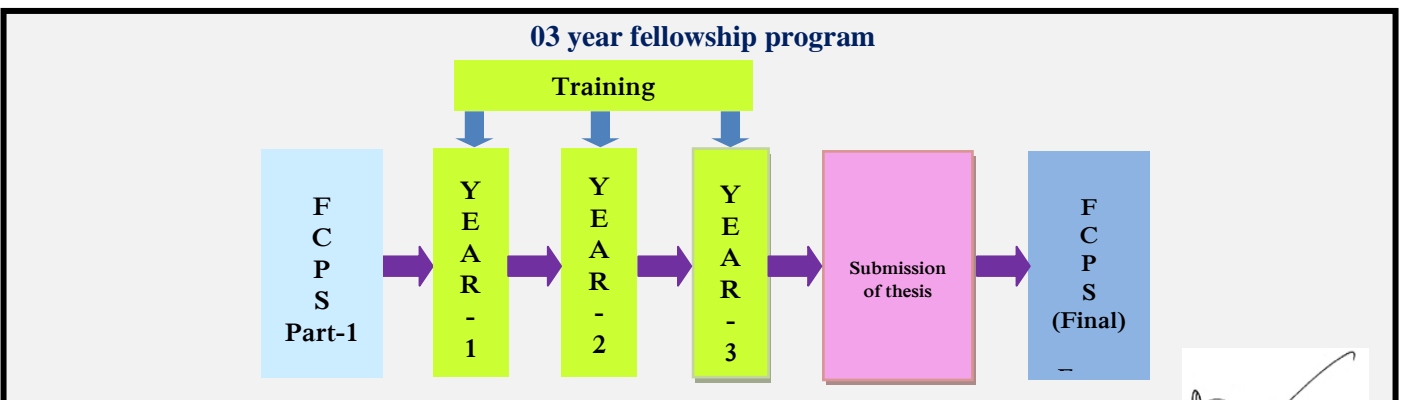 03 year fellowship program
Training
F
C
P
S
Part-1
Y
E
A
R
-
1
Y
E
A
R
-
2
Y
E
A
R
-
3
Submission
of thesis
F
C
P
S
(Final)